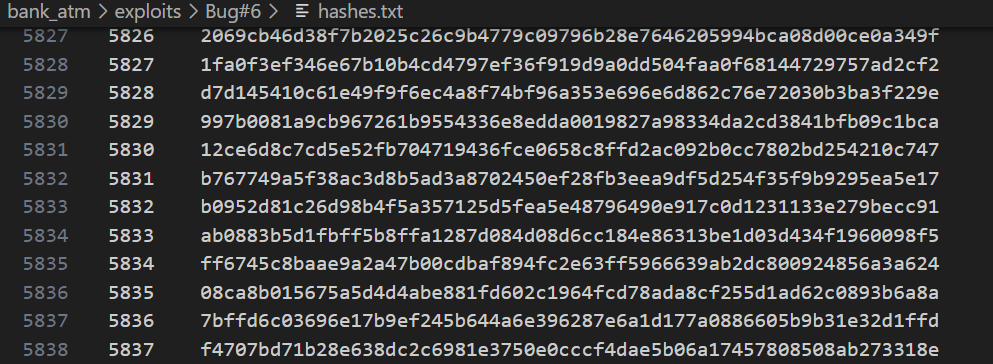 bank_atm > exploits > Bug#6 > hashes.txt
5827 5826 2069cb46d38f7b2025c26c9b4779c09796b28e7646205994bca08d00ce0a349f
5828 5827 1fa0f3ef346e67b10b4cd4797ef36f919d9a0dd504faa0f68144729757ad2cf2
5829 5828 d7d145410c61e49f9f6ec4a8f74bf96a353e696e6d862c76e72030b3ba3f229e
5830 5829 997b0081a9cb967261b9554336e8edda0019827a98334da2cd3841bfb09c1bca
5831 5830 12ce6d8c7cd5e52fb704719436fce0658c8ffd2ac092b0cc7802bd254210c747
5832 5831 b767749a5f38ac3d8b5ad3a8702450ef28fb3eea9df5d254f35f9b9295ea5e17
5833 5832 b0952d81c26d98b4f5a357125d5fea5e48796490e917c0d1231133e279becc91
5834 5833 ab0883b5d1fbff5b8ffa1287d084d08d6cc184e86313be1d03d434f1960098f5
5835 5834 ff6745c8baae9a2a47b00cdbaf894fc2e63ff5966639ab2dc800924856a3a624
5836 5835 08ca8b015675a5d4d4abe881fd602c1964fcd78ada8cf255d1ad62c0893b6a8a
5837 5836 7bffd6c03696e17b9ef245b644a6e396287e6a1d177a0886605b9b31e32d1ffd
5838 5837 f4707bd71b28e638dc2c6981e3750e0cccf4dae5b06a17457808508ab273318e